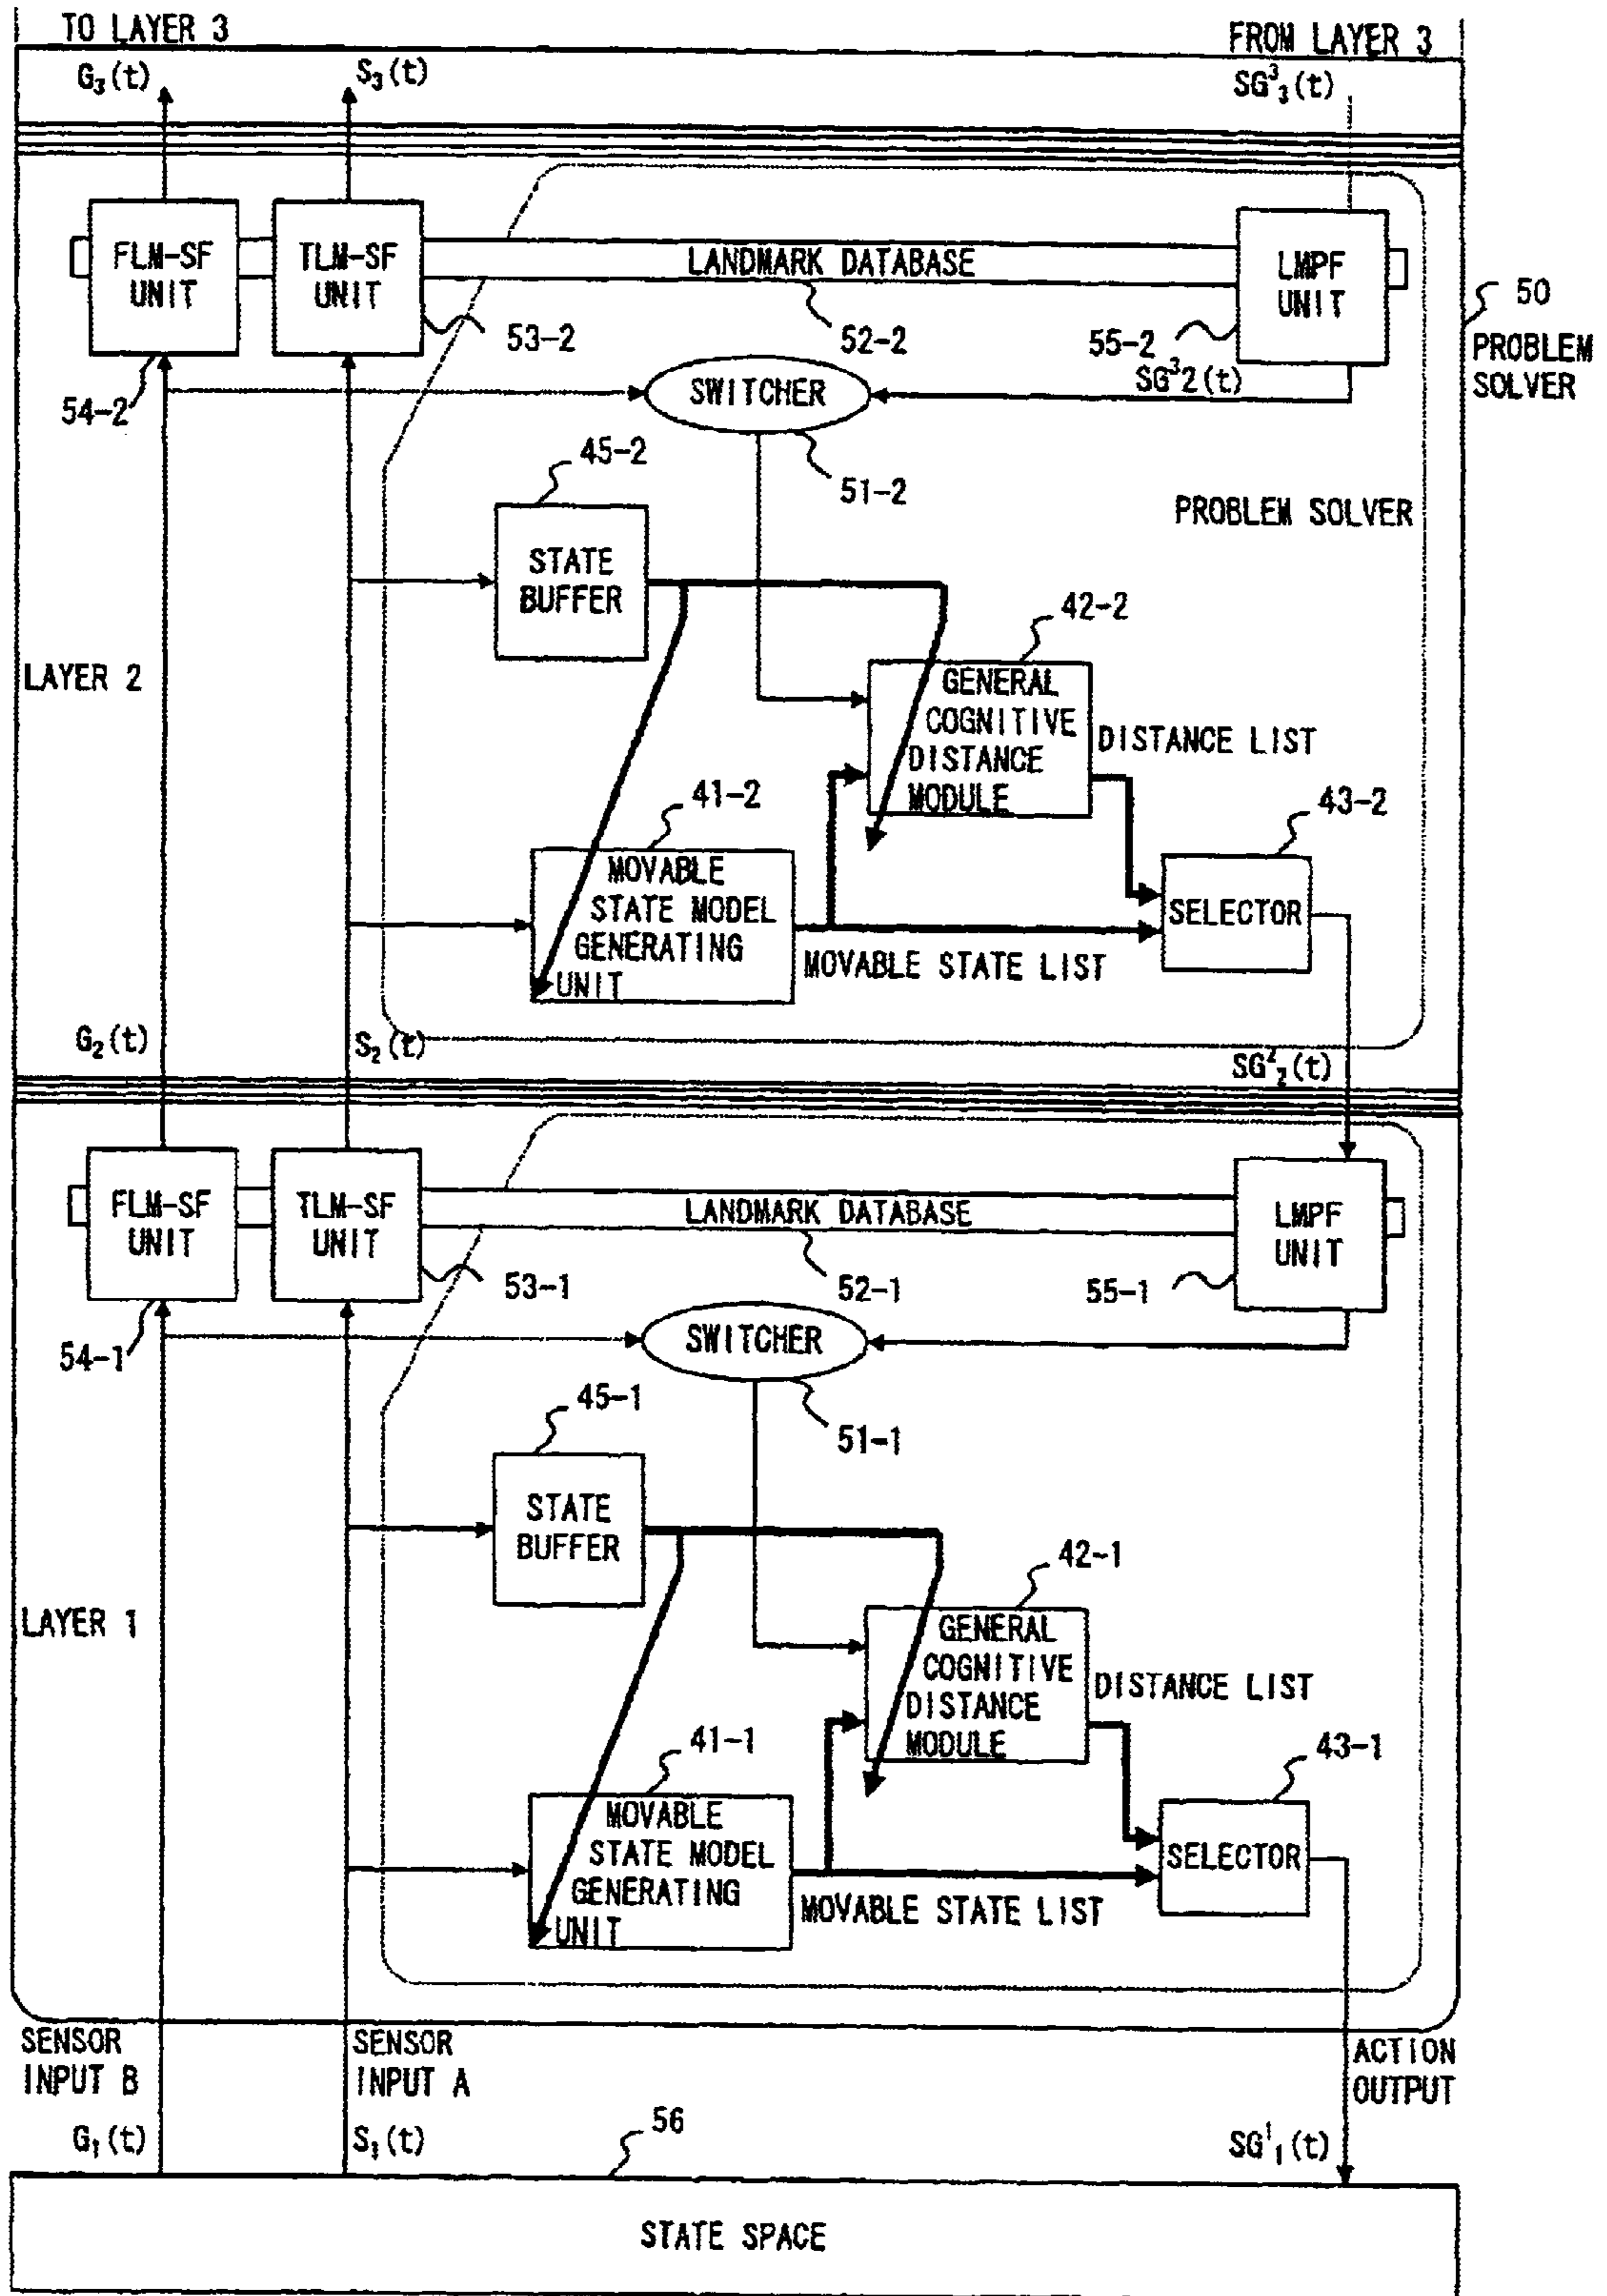 TO LAYER 3
FROM LAYER 3
G₃(t)
S₃(t)
SG³₃(t)
FLM-SF
UNIT
TLM-SF
UNIT
LANDMARK DATABASE
LMPF
UNIT
50
PROBLEM
SOLVER
53-2
52-2
55-2
SG³2(t)
54-2
SWITCHER
45-2
51-2
PROBLEM SOLVER
STATE
BUFFER
42-2
LAYER 2
GENERAL
COGNITIVE
DISTANCE
MODULE
DISTANCE LIST
41-2
43-2
MOVABLE
STATE MODEL
GENERATING
UNIT
SELECTOR
MOVABLE STATE LIST
G₂(t)
S₂(t)
SG²₂(t)
FLM-SF
UNIT
TLM-SF
UNIT
LANDMARK DATABASE
LMPF
UNIT
53-1
52-1
55-1
54-1
SWITCHER
45-1
51-1
STATE
BUFFER
42-1
LAYER 1
GENERAL
COGNITIVE
DISTANCE
MODULE
DISTANCE LIST
41-1
43-1
MOVABLE
STATE MODEL
GENERATING
UNIT
SELECTOR
MOVABLE STATE LIST
SENSOR
INPUT B
SENSOR
INPUT A
ACTION
OUTPUT
G₁(t)
S₁(t)
56
SG¹₁(t)
STATE SPACE